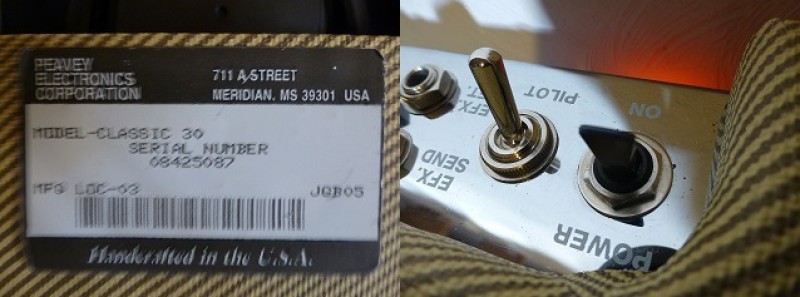 PEAVEY
ELECTRONICS
CORPORATION
711 A STREET
MERIDIAN, MS 39301 USA
MODEL-CLASSIC 30
SERIAL NUMBER
08425087
MFG LOC-03
JGB05
Handcrafted in the U.S.A.
EFX.
EFX.
SEND
PILOT
ON
POWER